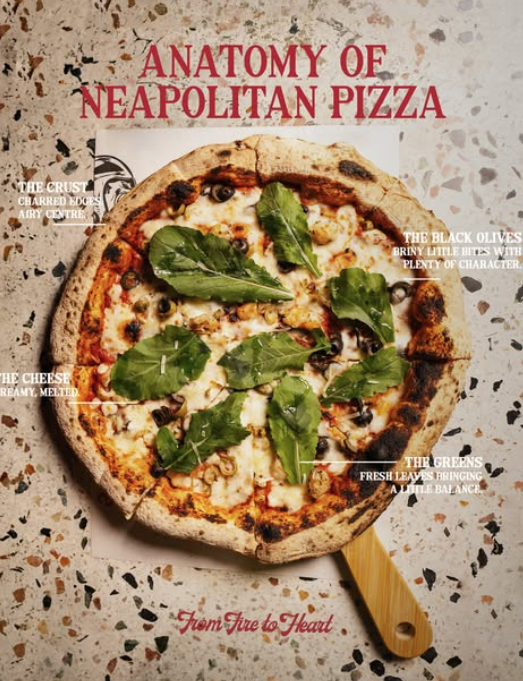 ANATOMY OF
NEAPOLITAN PIZZA
THE CRUST
CHARRED EDGES,
AIRY CENTRE.
THE BLACK OLIVES
BRINY LITTLE BITES WITH
PLENTY OF CHARACTER.
THE CHEESE
REAMY, MELTED.
THE GREENS
FRESH LEAVES BRINGING
A LITTLE BALANCE.
From Fire to Heart